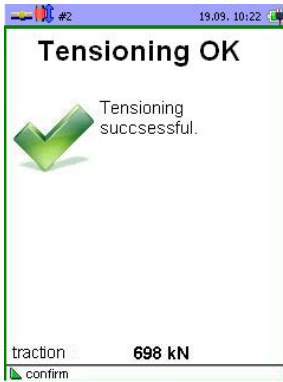 #2 19.09. 10:22
Tensioning OK
Tensioning
succsessful.
traction 698 kN
confirm